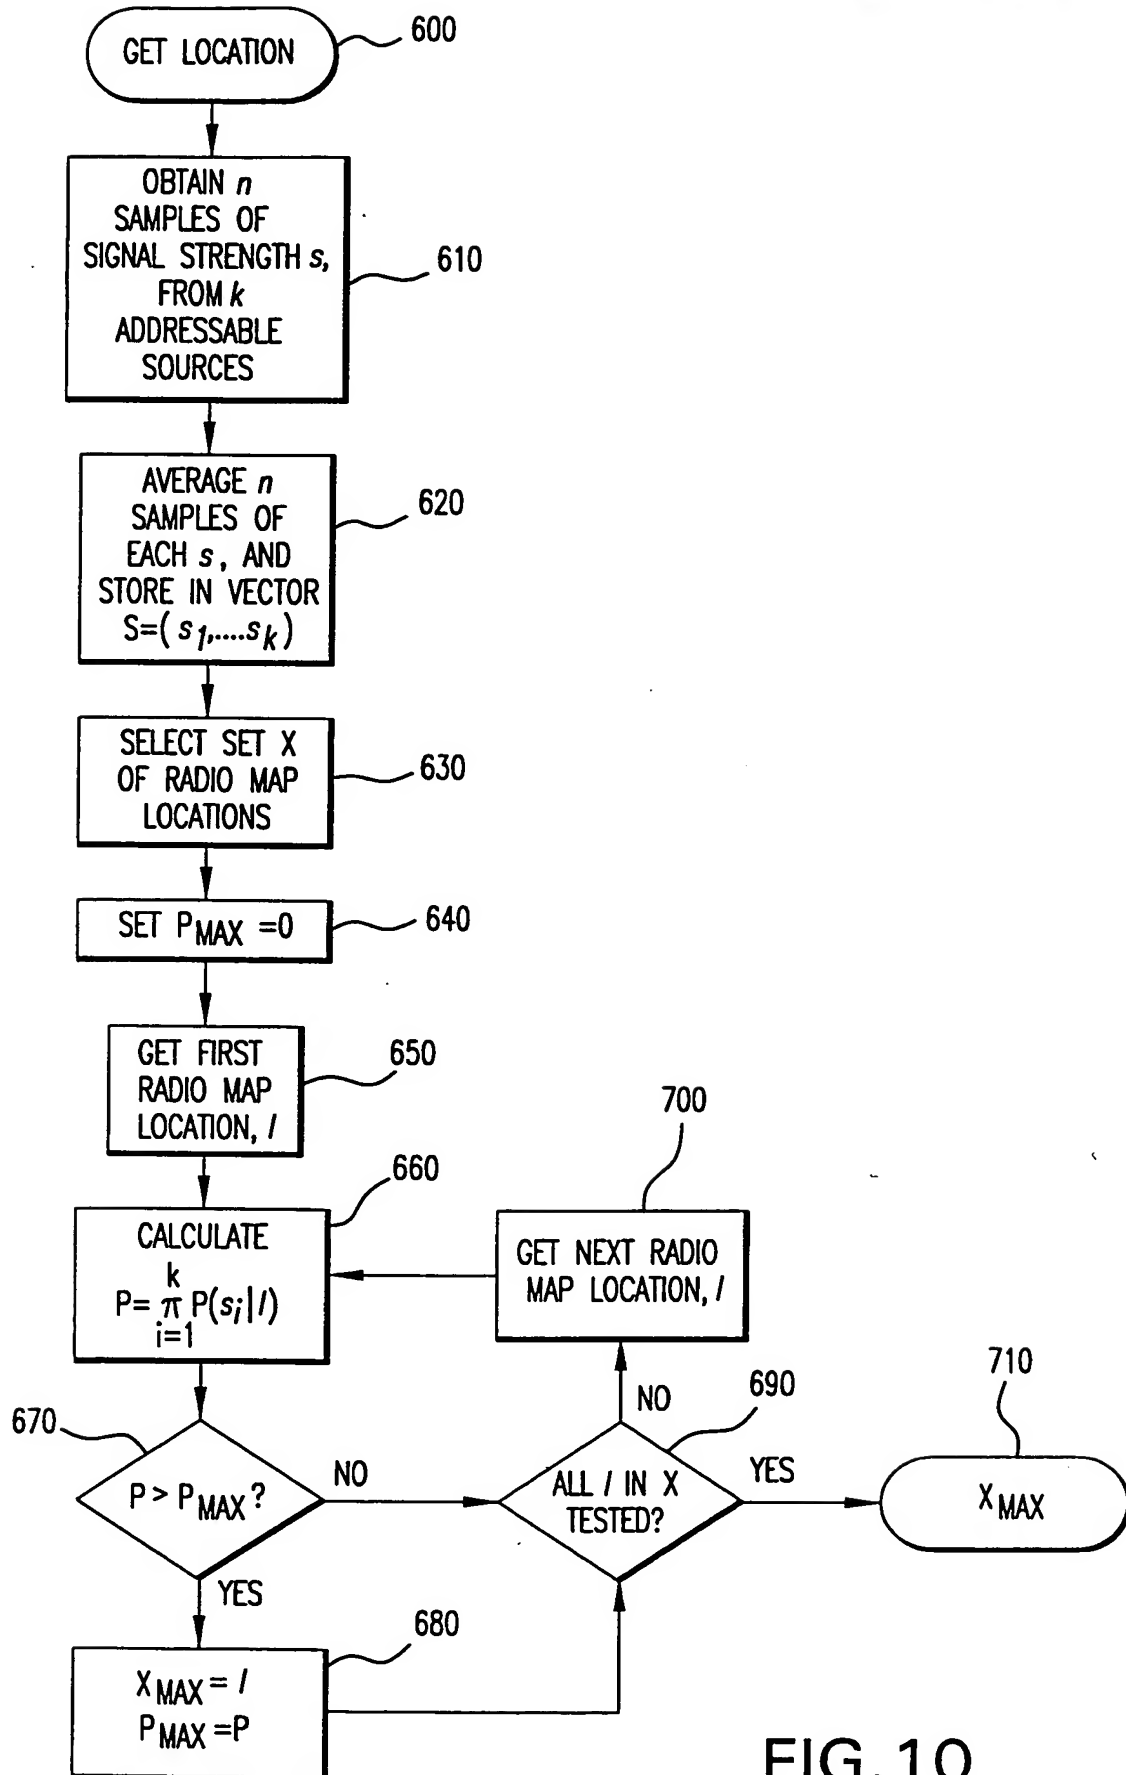 GET LOCATION
600
OBTAIN n
SAMPLES OF
SIGNAL STRENGTH s,
FROM k
ADDRESSABLE
SOURCES
610
AVERAGE n
SAMPLES OF
EACH s, AND
STORE IN VECTOR
S=(s1,....sk)
620
SELECT SET X
OF RADIO MAP
LOCATIONS
630
SET PMAX =0
640
GET FIRST
RADIO MAP
LOCATION, l
650
CALCULATE
k
P= π P(si|l)
i=1
660
GET NEXT RADIO
MAP LOCATION, l
700
P > PMAX?
670
NO
YES
XMAX = l
PMAX =P
680
ALL l IN X
TESTED?
690
NO
YES
XMAX
710
FIG. 10